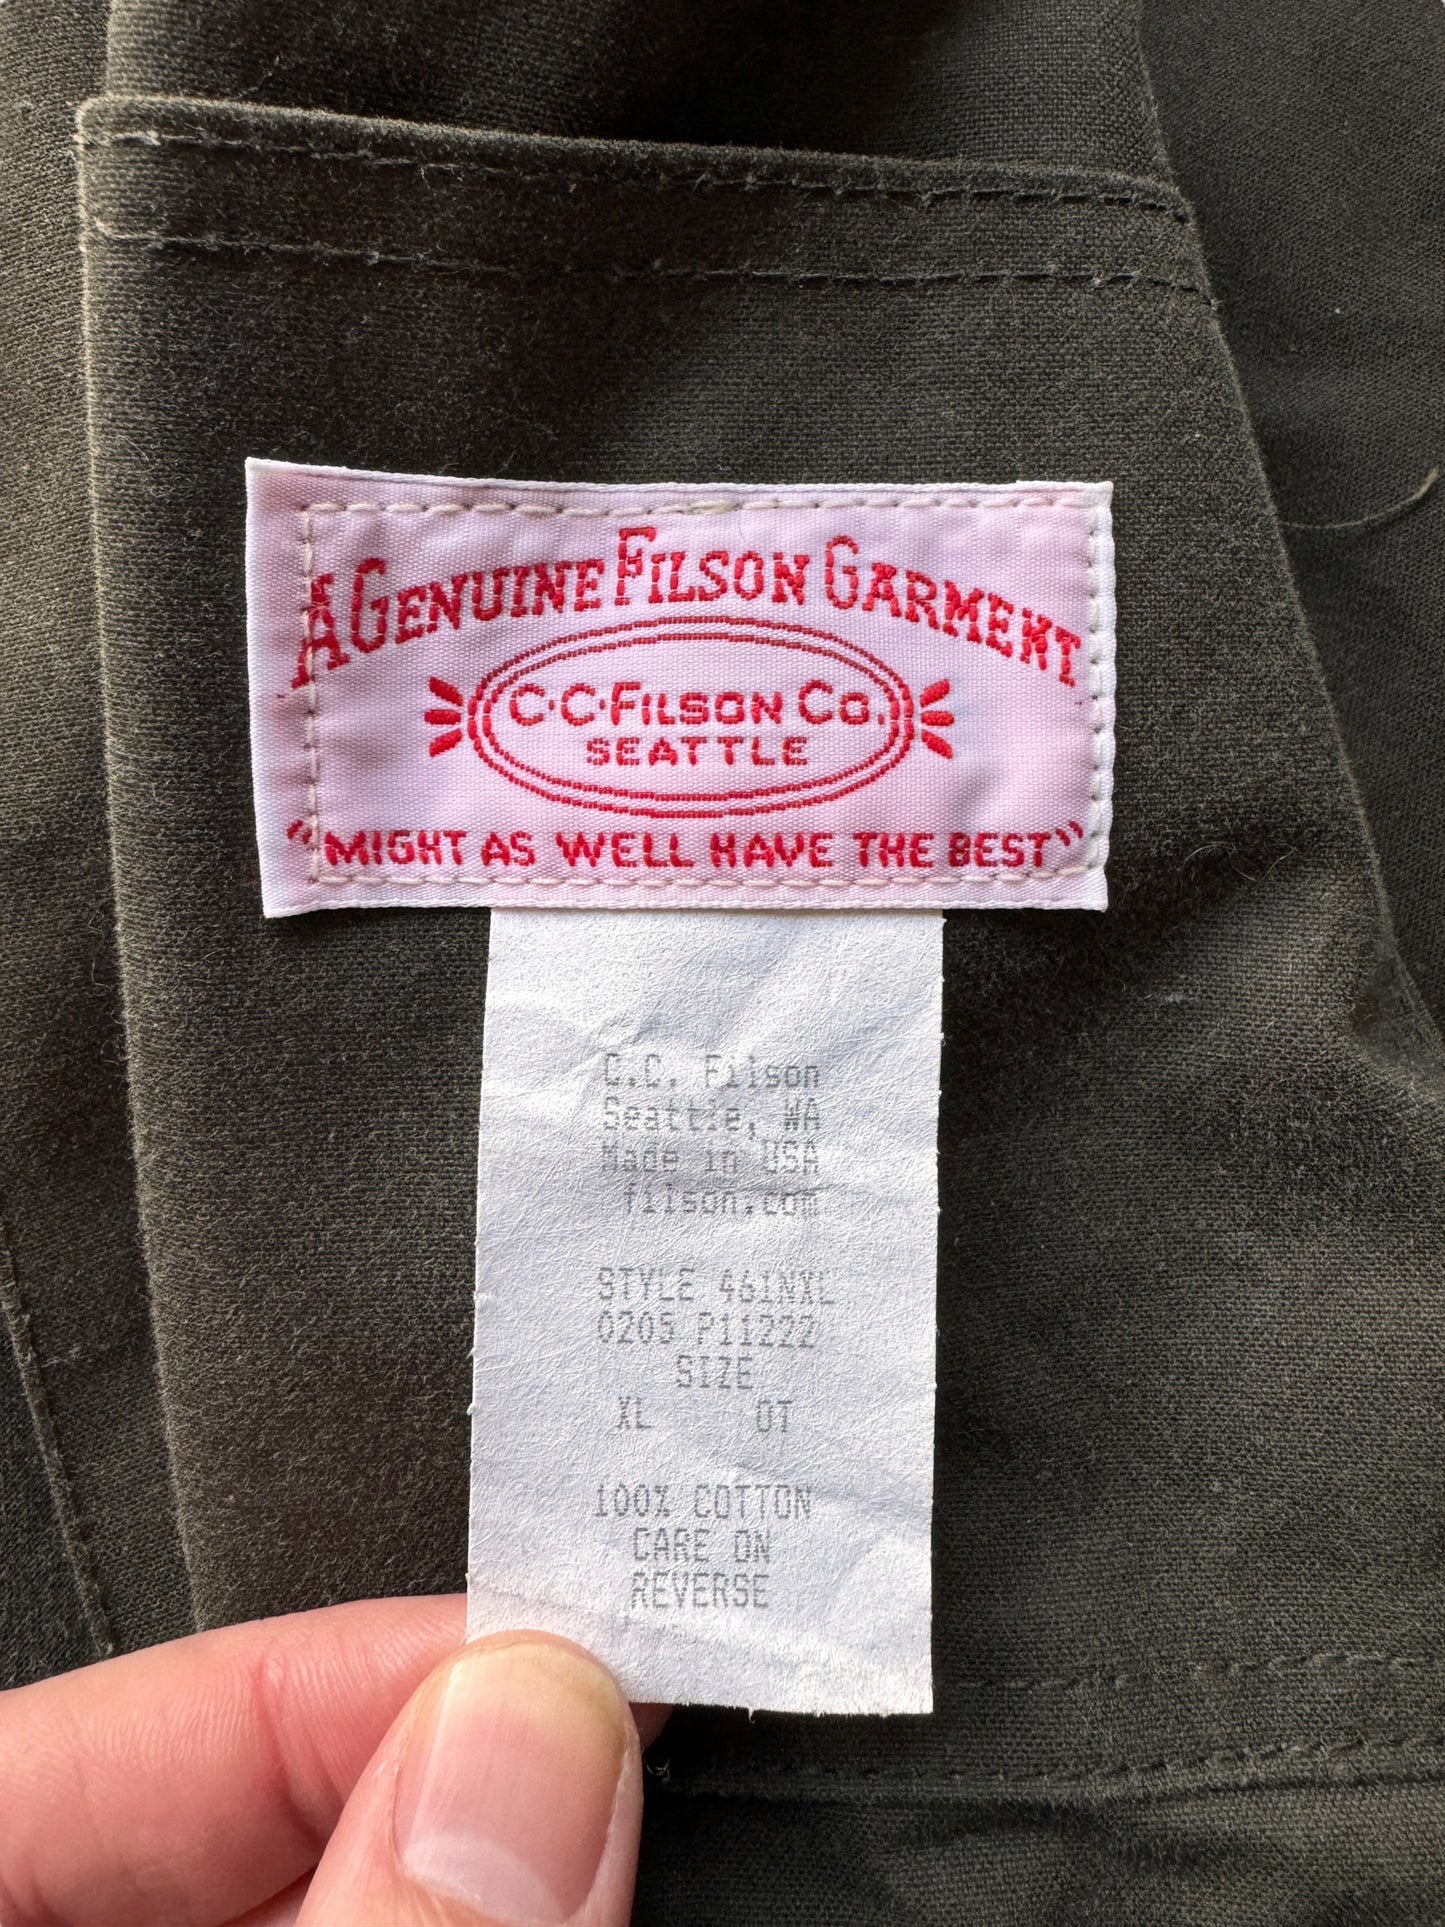 A GENUINE FILSON GARMENT
C·C·FILSON CO.
SEATTLE
"MIGHT AS WELL HAVE THE BEST"
C.C. Filson
Seattle, WA
Made in USA
filson.com
STYLE 461NXL
0205 P11222
SIZE
XL OT
100% COTTON
CARE ON
REVERSE